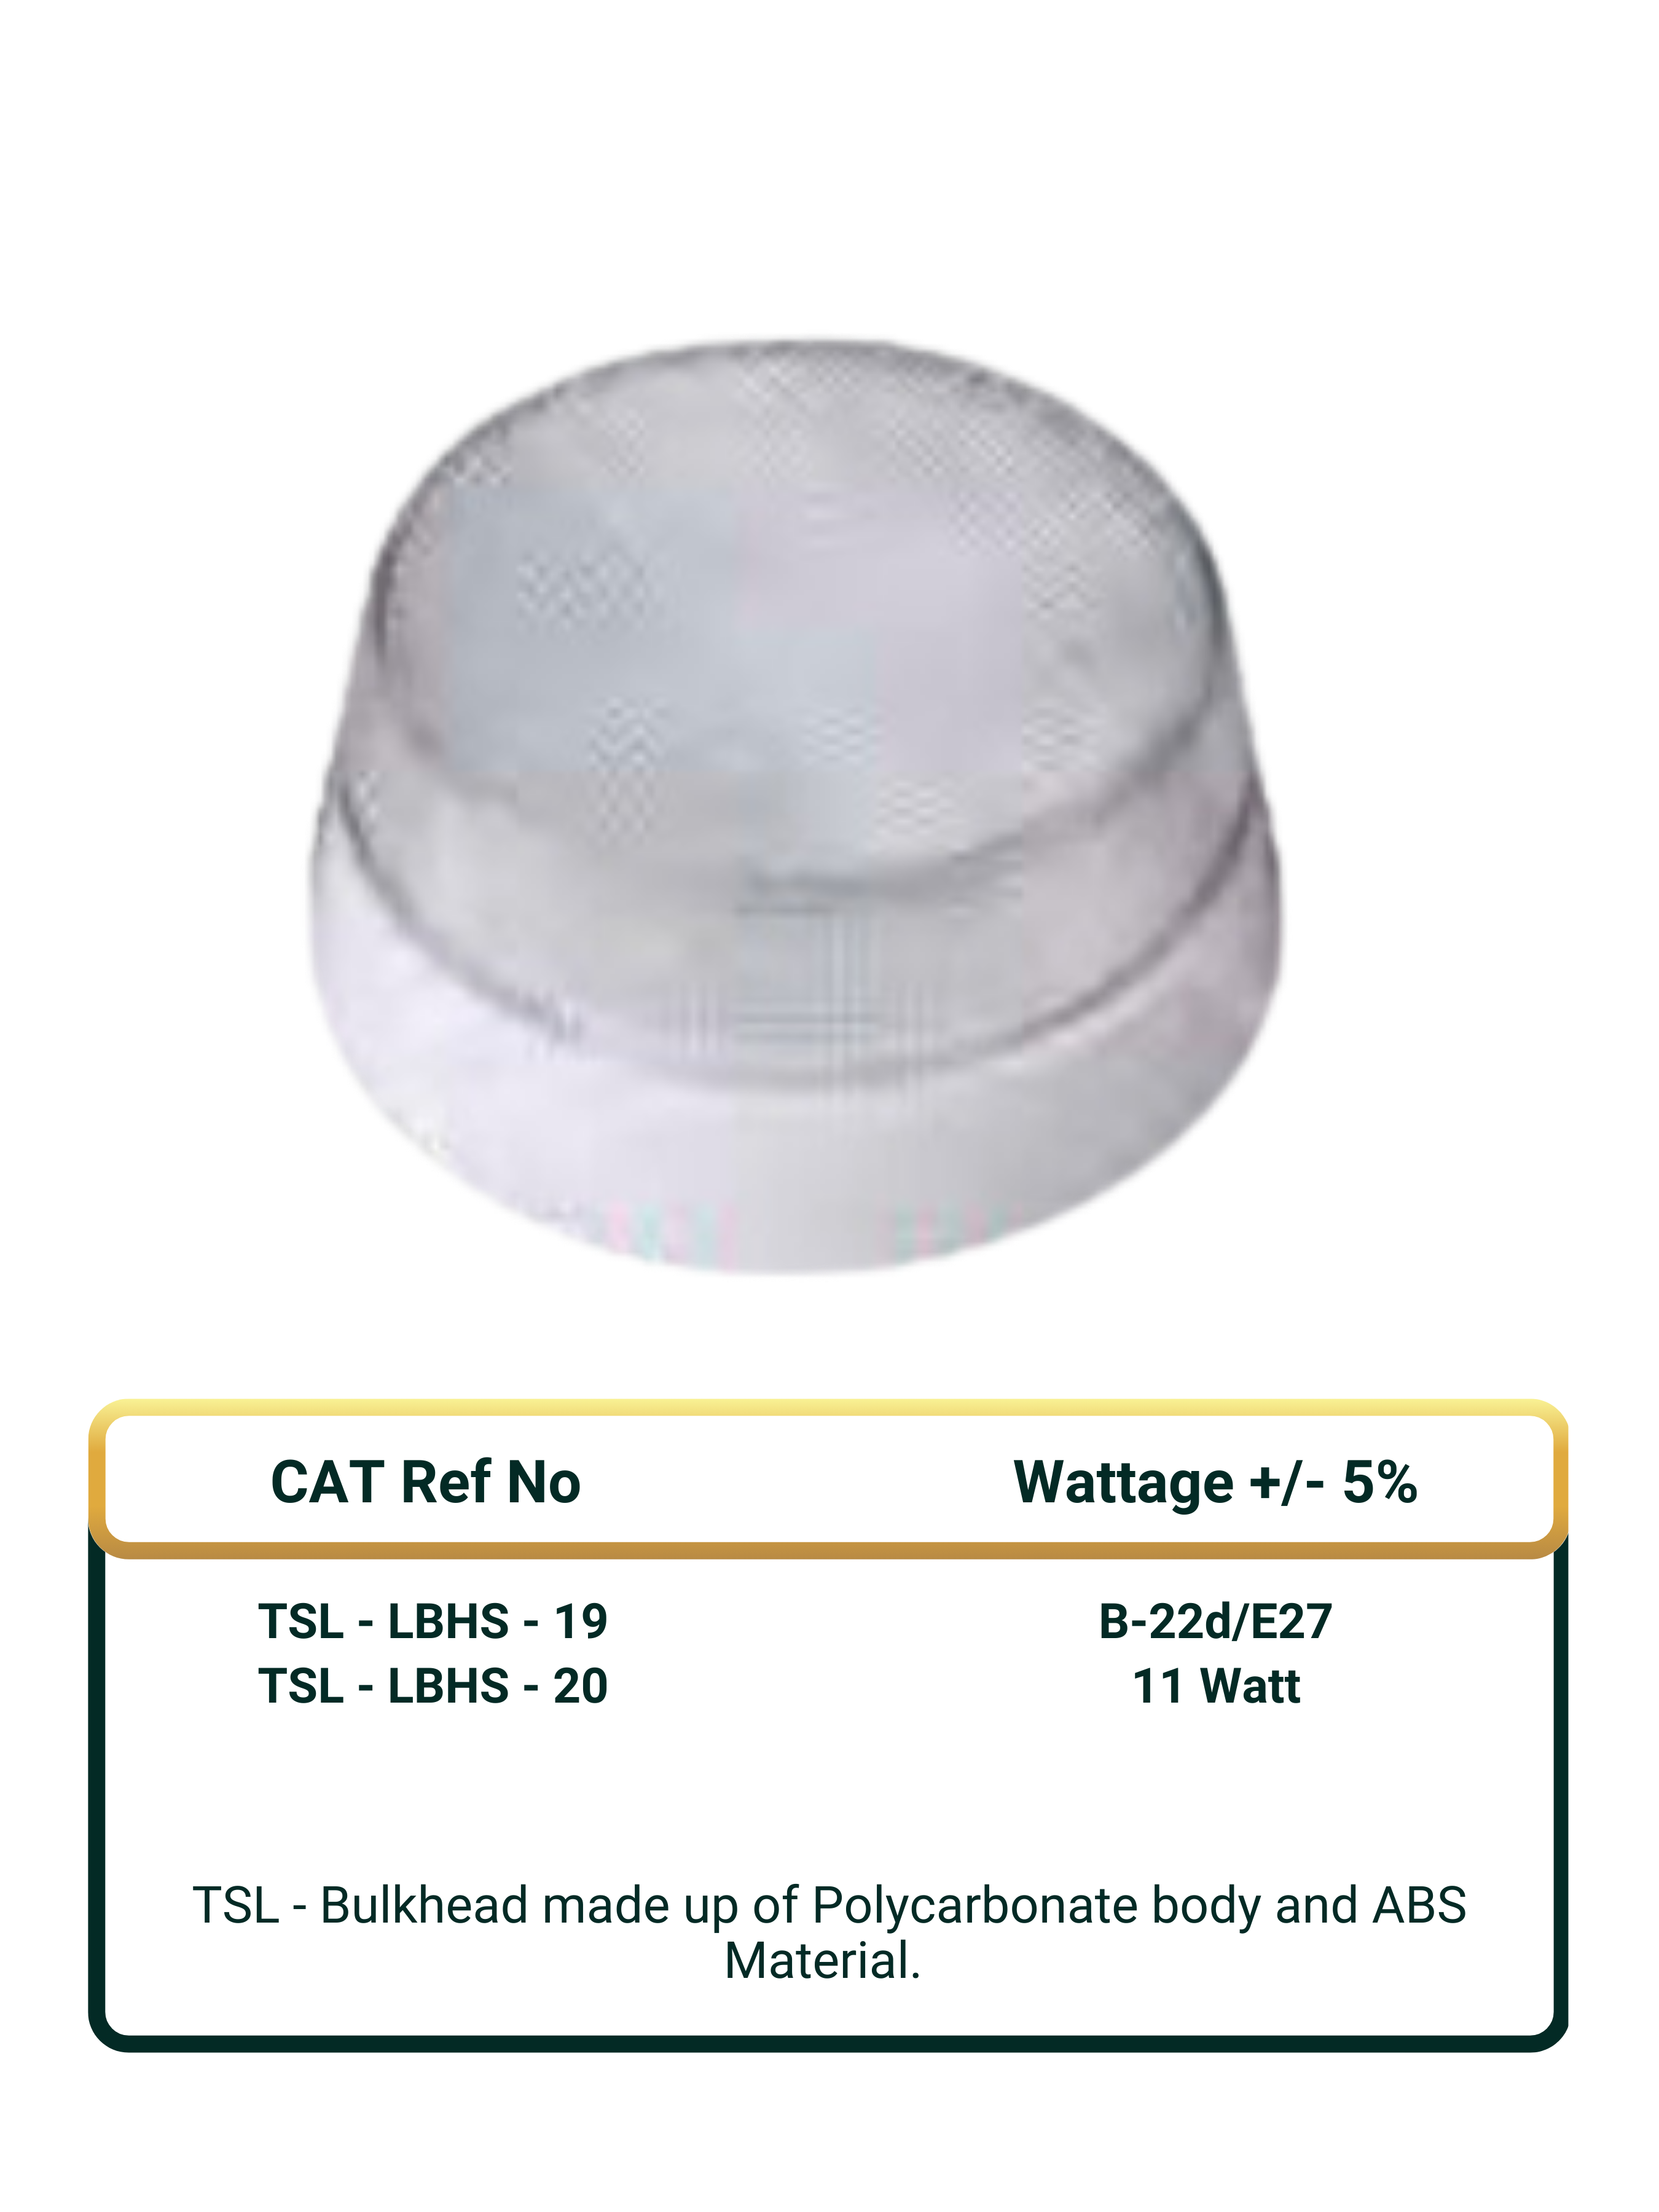 CAT Ref No Wattage +/- 5%
TSL - LBHS - 19 B-22d/E27
TSL - LBHS - 20 11 Watt
TSL - Bulkhead made up of Polycarbonate body and ABS
Material.